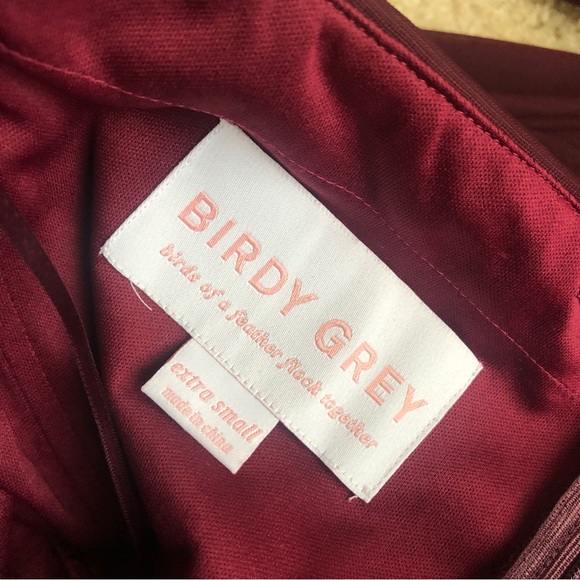 BIRDY GREY
birds of a feather flock together
extra small
made in china